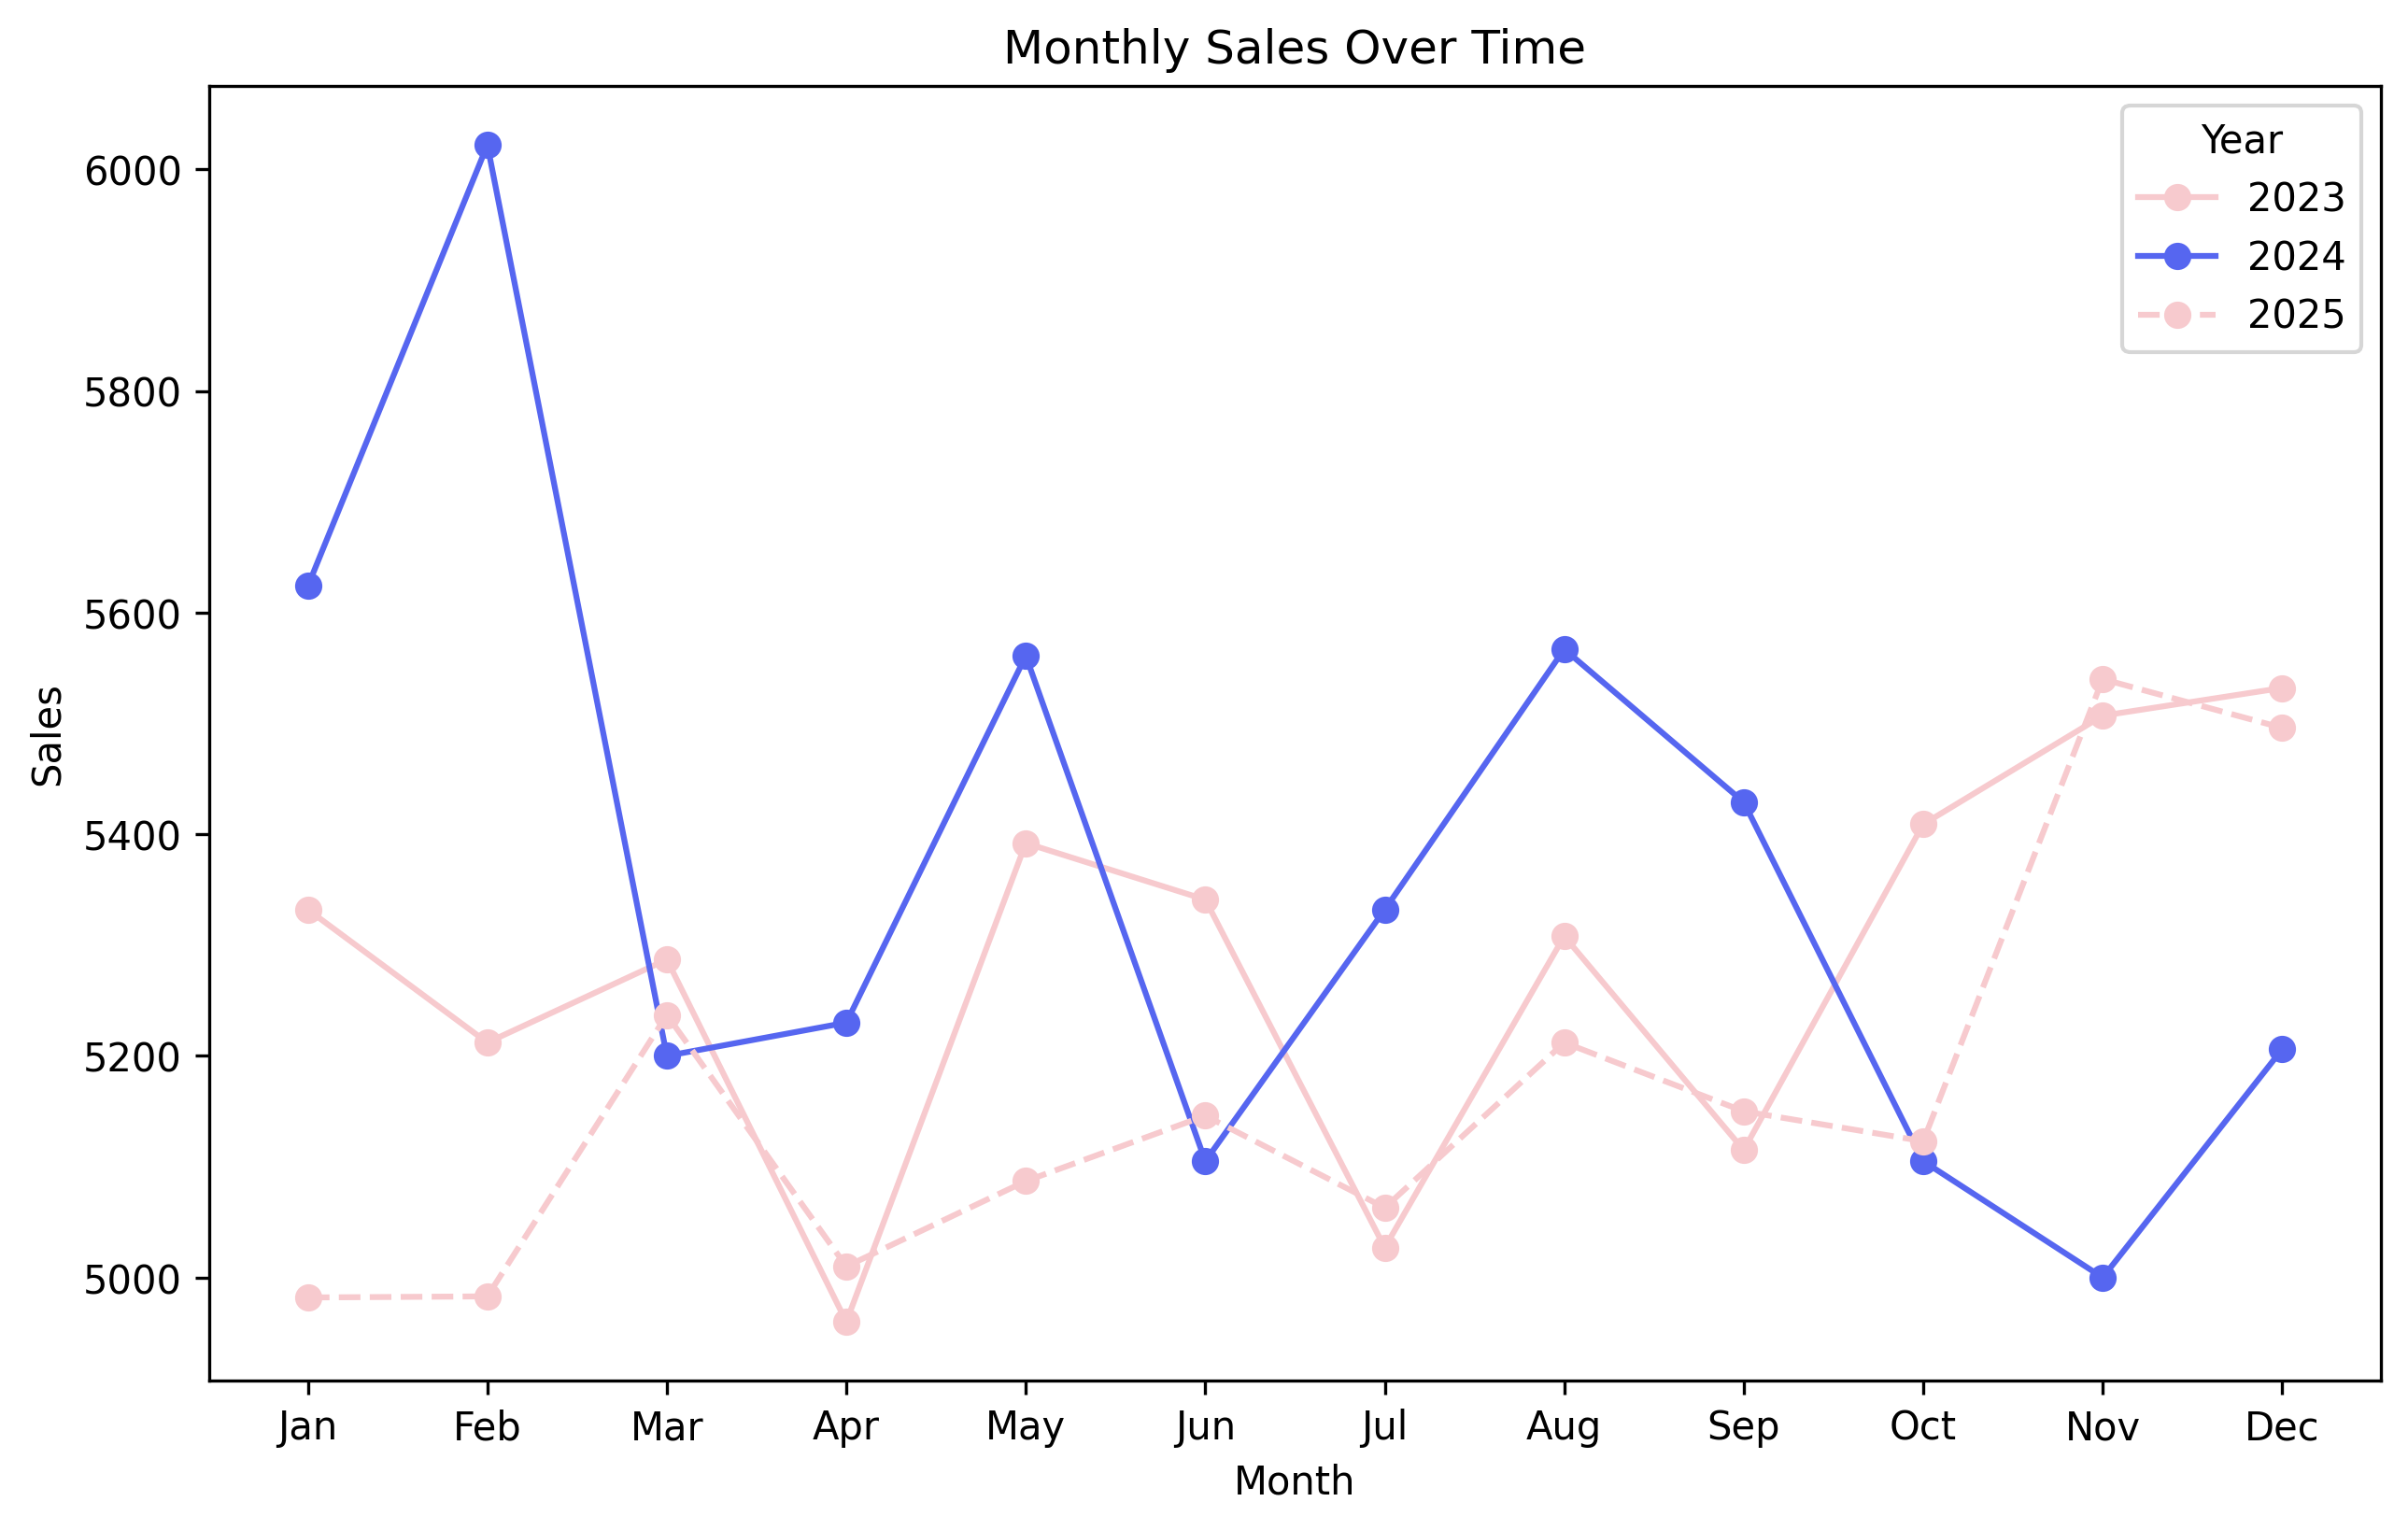 Monthly Sales Over Time
Year
2023
2024
2025
6000
5800
5600
5400
5200
5000
Sales
Jan Feb Mar Apr May Jun Jul Aug Sep Oct Nov Dec
Month